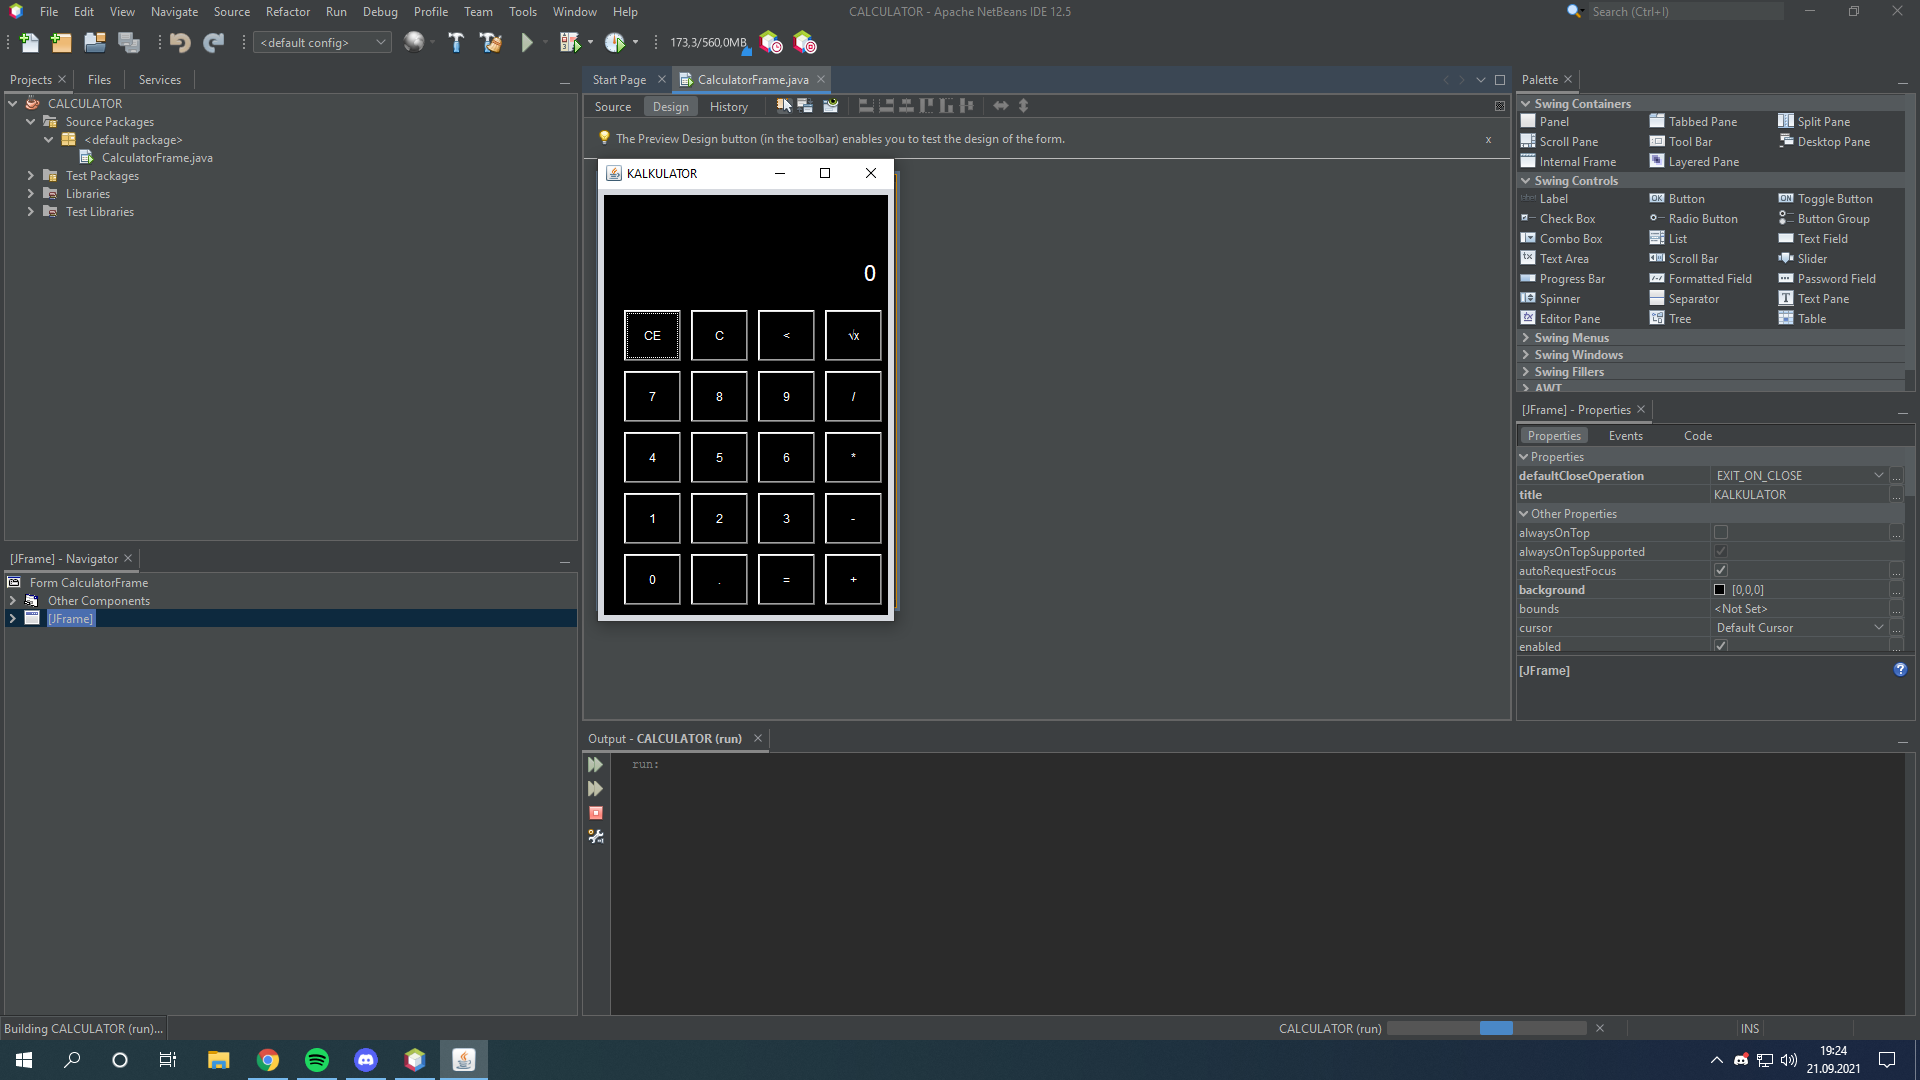 File Edit View Navigate Source Refactor Run Debug Profile Team Tools Window Help
CALCULATOR - Apache NetBeans IDE 12.5
Search (Ctrl+I)
<default config>
173,3/560,0MB
Projects Files Services
CALCULATOR
Source Packages
<default package>
CalculatorFrame.java
Test Packages
Libraries
Test Libraries
[JFrame] - Navigator
Form CalculatorFrame
Other Components
[JFrame]
Start Page CalculatorFrame.java
Source Design History
The Preview Design button (in the toolbar) enables you to test the design of the form. x
KALKULATOR
0
CE C < √x
7 8 9 /
4 5 6 *
1 2 3 -
0 . = +
Output - CALCULATOR (run)
run:
Palette
Swing Containers
Panel Tabbed Pane Split Pane
Scroll Pane Tool Bar Desktop Pane
Internal Frame Layered Pane
Swing Controls
Label Button Toggle Button
Check Box Radio Button Button Group
Combo Box List Text Field
Text Area Scroll Bar Slider
Progress Bar Formatted Field Password Field
Spinner Separator Text Pane
Editor Pane Tree Table
Swing Menus
Swing Windows
Swing Fillers
AWT
[JFrame] - Properties
Properties Events Code
Properties
defaultCloseOperation EXIT_ON_CLOSE
title KALKULATOR
Other Properties
alwaysOnTop
alwaysOnTopSupported
autoRequestFocus
background [0,0,0]
bounds <Not Set>
cursor Default Cursor
enabled
[JFrame]
Building CALCULATOR (run)...
CALCULATOR (run)
INS
19:24
21.09.2021